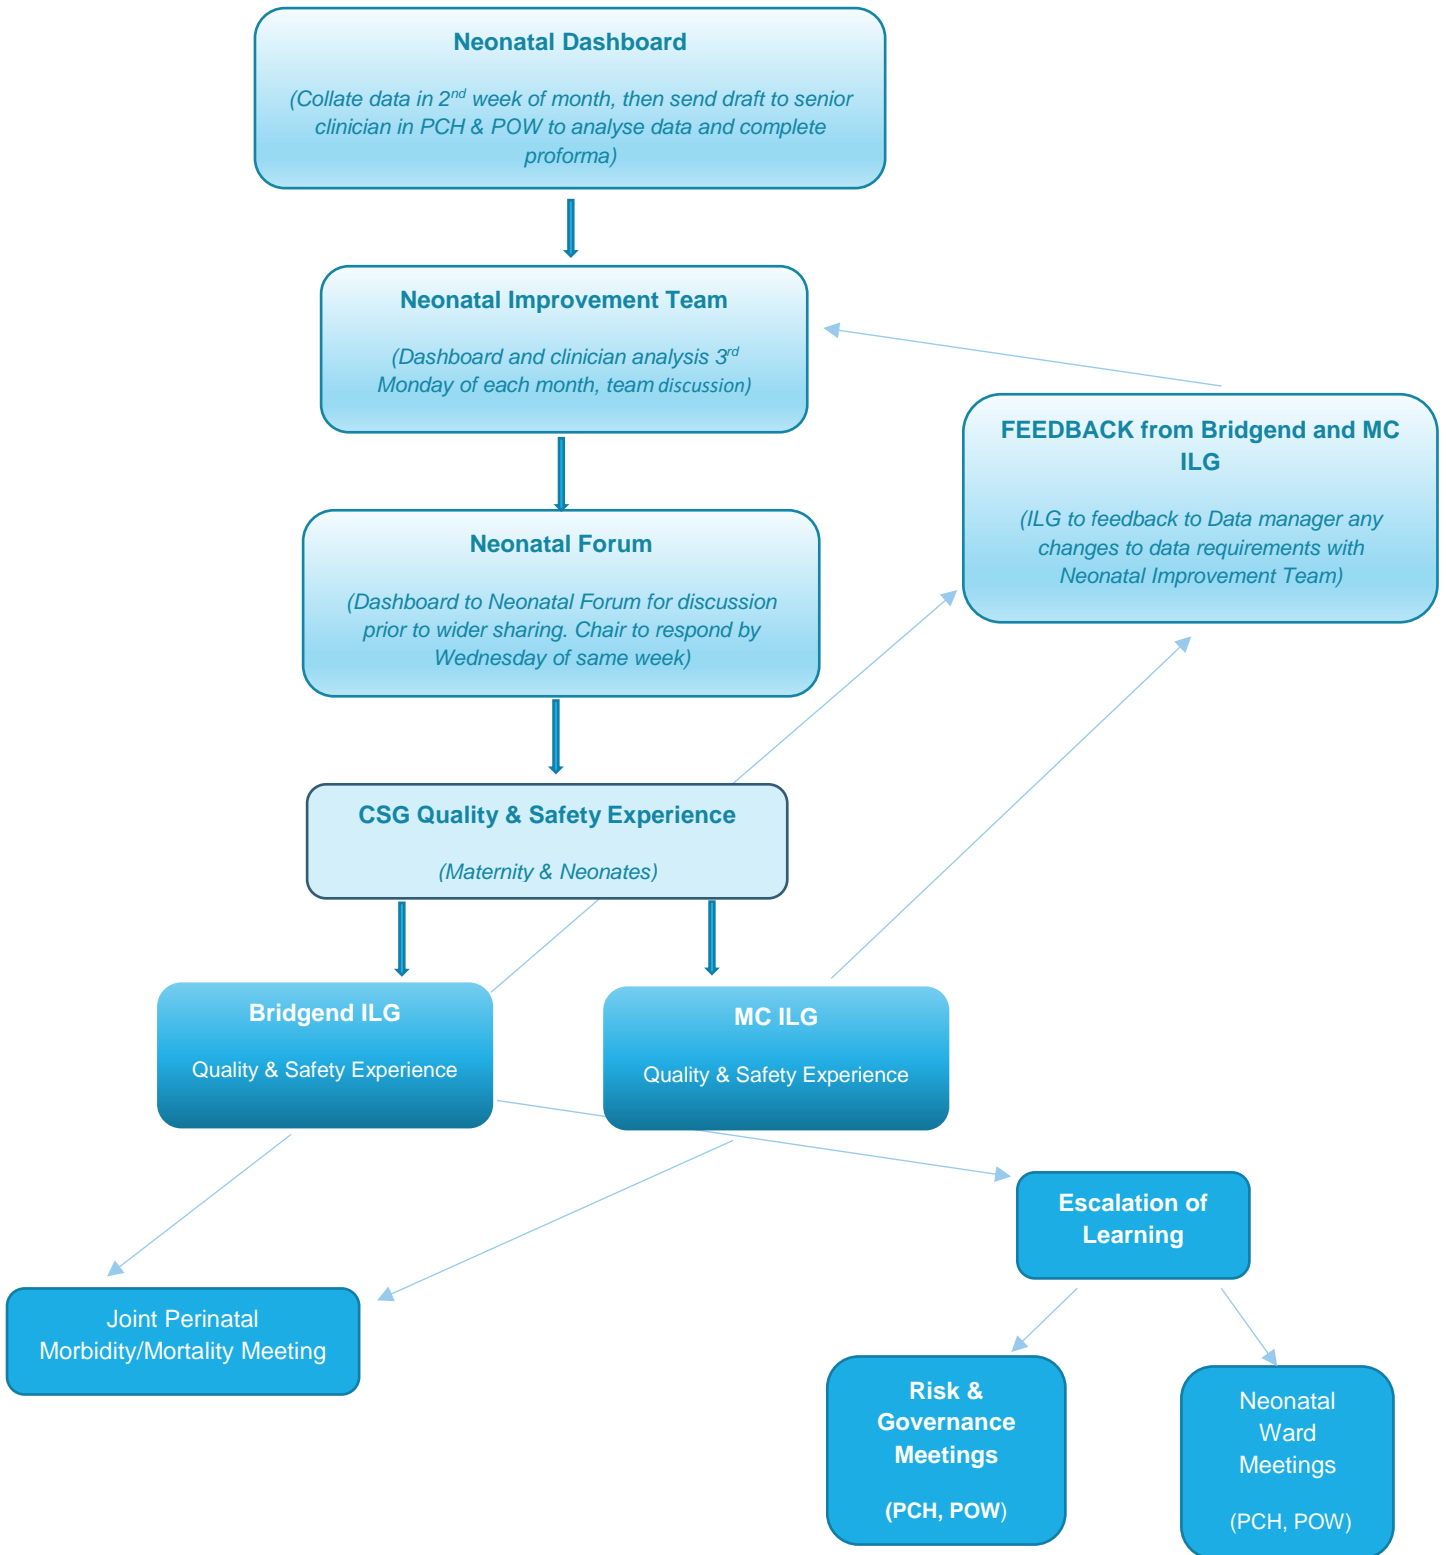 Neonatal Dashboard
(Collate data in 2nd week of month, then send draft to senior
clinician in PCH & POW to analyse data and complete
proforma)
Neonatal Improvement Team
(Dashboard and clinician analysis 3rd
Monday of each month, team discussion)
FEEDBACK from Bridgend and MC
ILG
(ILG to feedback to Data manager any
changes to data requirements with
Neonatal Improvement Team)
Neonatal Forum
(Dashboard to Neonatal Forum for discussion
prior to wider sharing. Chair to respond by
Wednesday of same week)
CSG Quality & Safety Experience
(Maternity & Neonates)
Bridgend ILG
Quality & Safety Experience
MC ILG
Quality & Safety Experience
Escalation of
Learning
Joint Perinatal
Morbidity/Mortality Meeting
Risk &
Governance
Meetings
(PCH, POW)
Neonatal
Ward
Meetings
(PCH, POW)